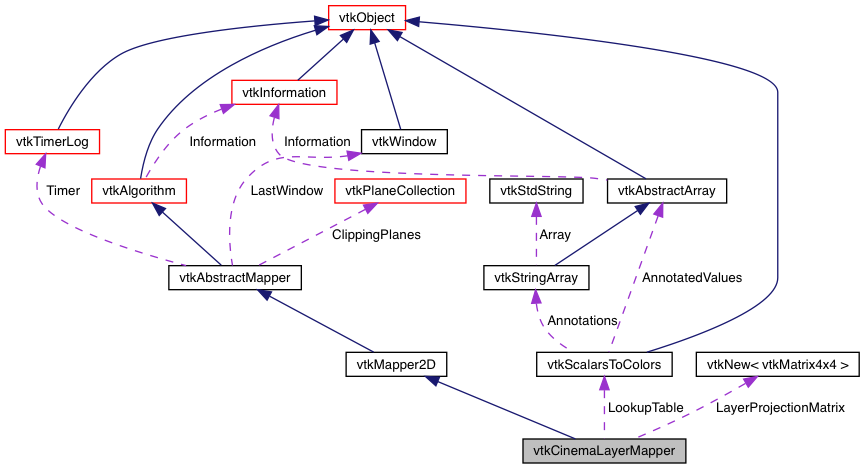 vtkObject
vtkInformation
vtkTimerLog
Information
Information
vtkWindow
vtkAlgorithm
Timer
LastWindow
vtkPlaneCollection
vtkStdString
vtkAbstractArray
ClippingPlanes
Array
vtkAbstractMapper
vtkStringArray
AnnotatedValues
Annotations
vtkMapper2D
vtkScalarsToColors
vtkNew< vtkMatrix4x4 >
LookupTable
LayerProjectionMatrix
vtkCinemaLayerMapper